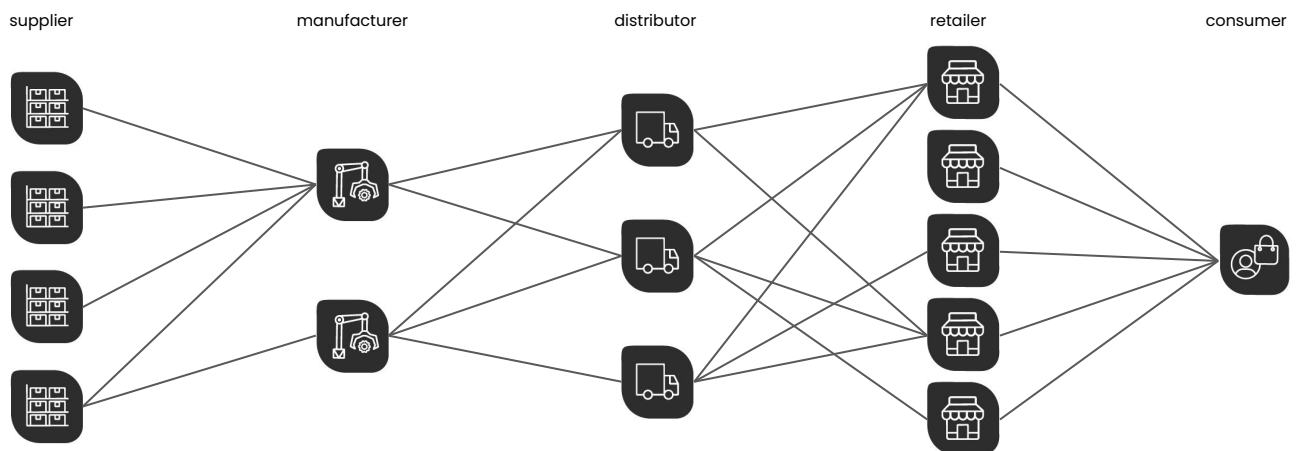 supplier
manufacturer
distributor
retailer
consumer